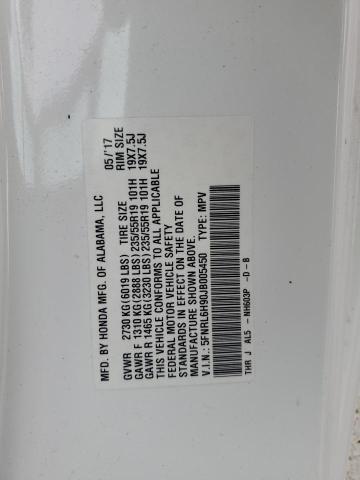 MFD. BY HONDA MFG. OF ALABAMA, LLC 05/'17
GVWR 2730 KG(6019 LBS) TIRE SIZE RIM SIZE
GAWR F 1310 KG(2888 LBS)235/55R19 101H 19X7.5J
GAWR R 1465 KG(3230 LBS)235/55R19 101H 19X7.5J
THIS VEHICLE CONFORMS TO ALL APPLICABLE
FEDERAL MOTOR VEHICLE SAFETY
STANDARDS IN EFFECT ON THE DATE OF
MANUFACTURE SHOWN ABOVE.
V.I.N.: 5FNRL6H90JB005450 TYPE: MPV
THR J AL5 - NH603P -D -B